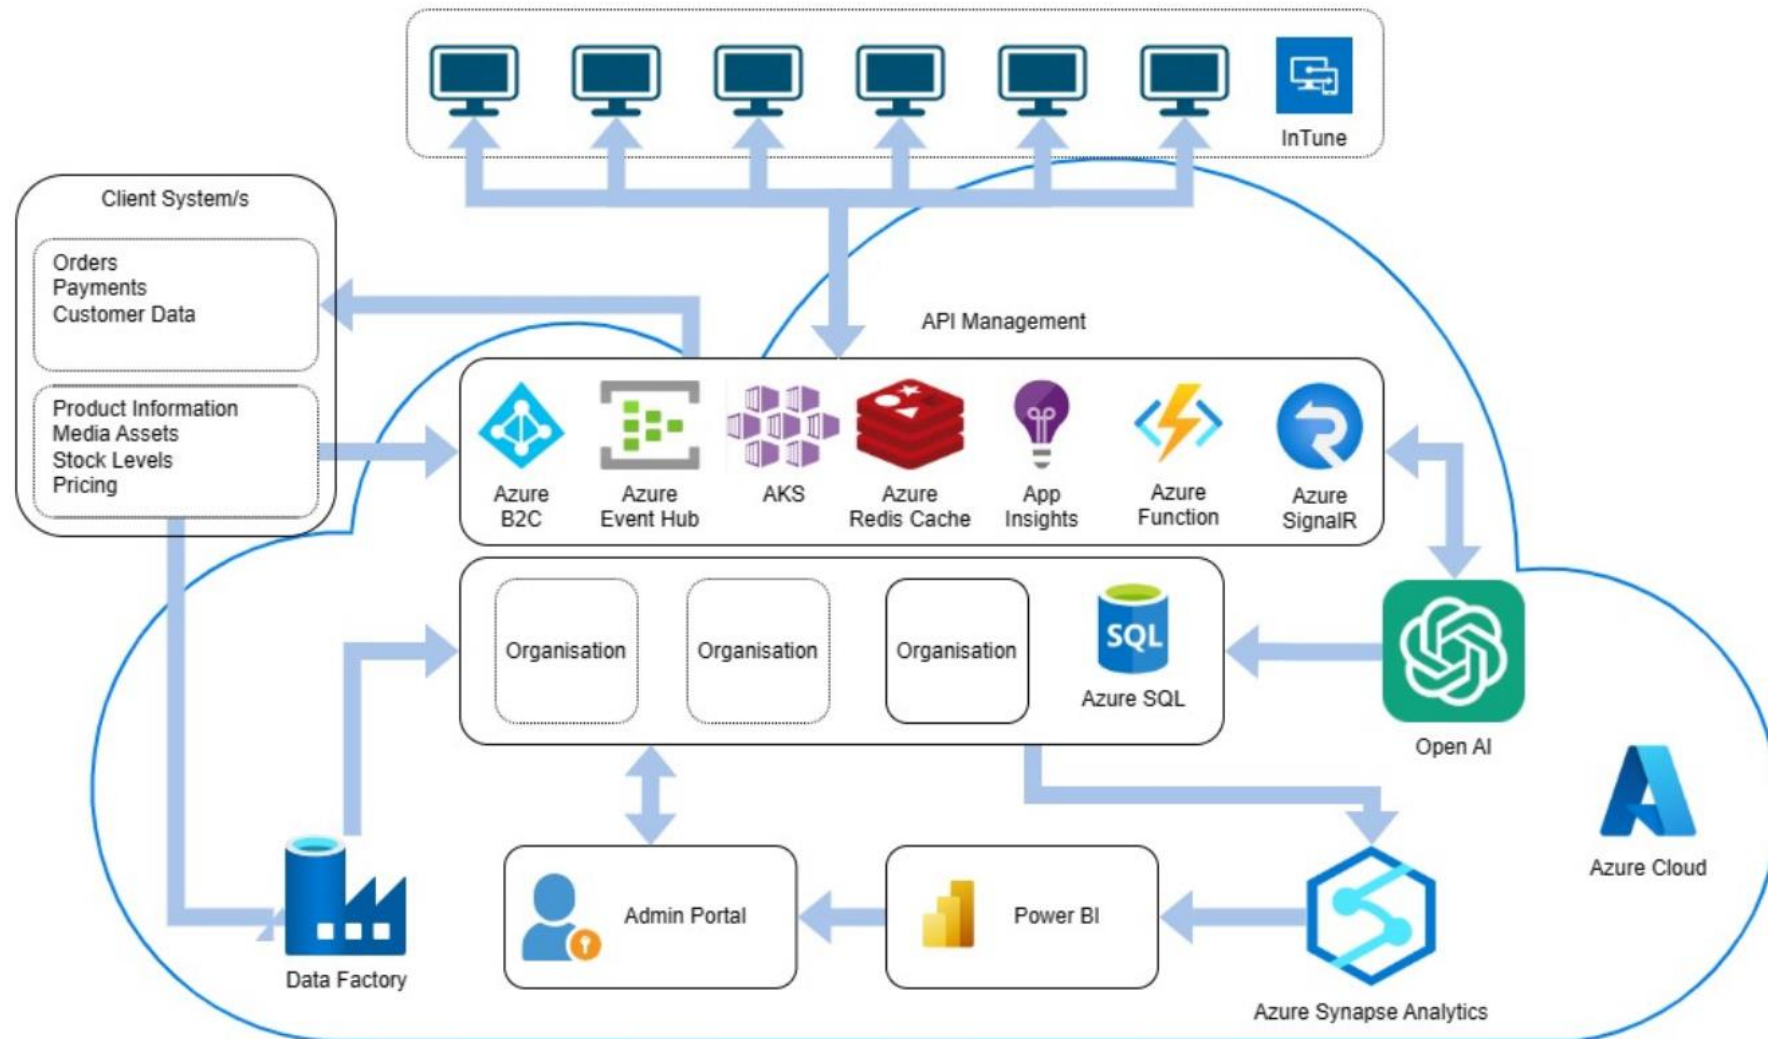 InTune
Client System/s
Orders
Payments
Customer Data
Product Information
Media Assets
Stock Levels
Pricing
API Management
Azure
B2C
Azure
Event Hub
AKS
Azure
Redis Cache
App
Insights
Azure
Function
Azure
SignalR
Organisation
Organisation
Organisation
SQL
Azure SQL
Open AI
Azure Cloud
Data Factory
Admin Portal
Power BI
Azure Synapse Analytics